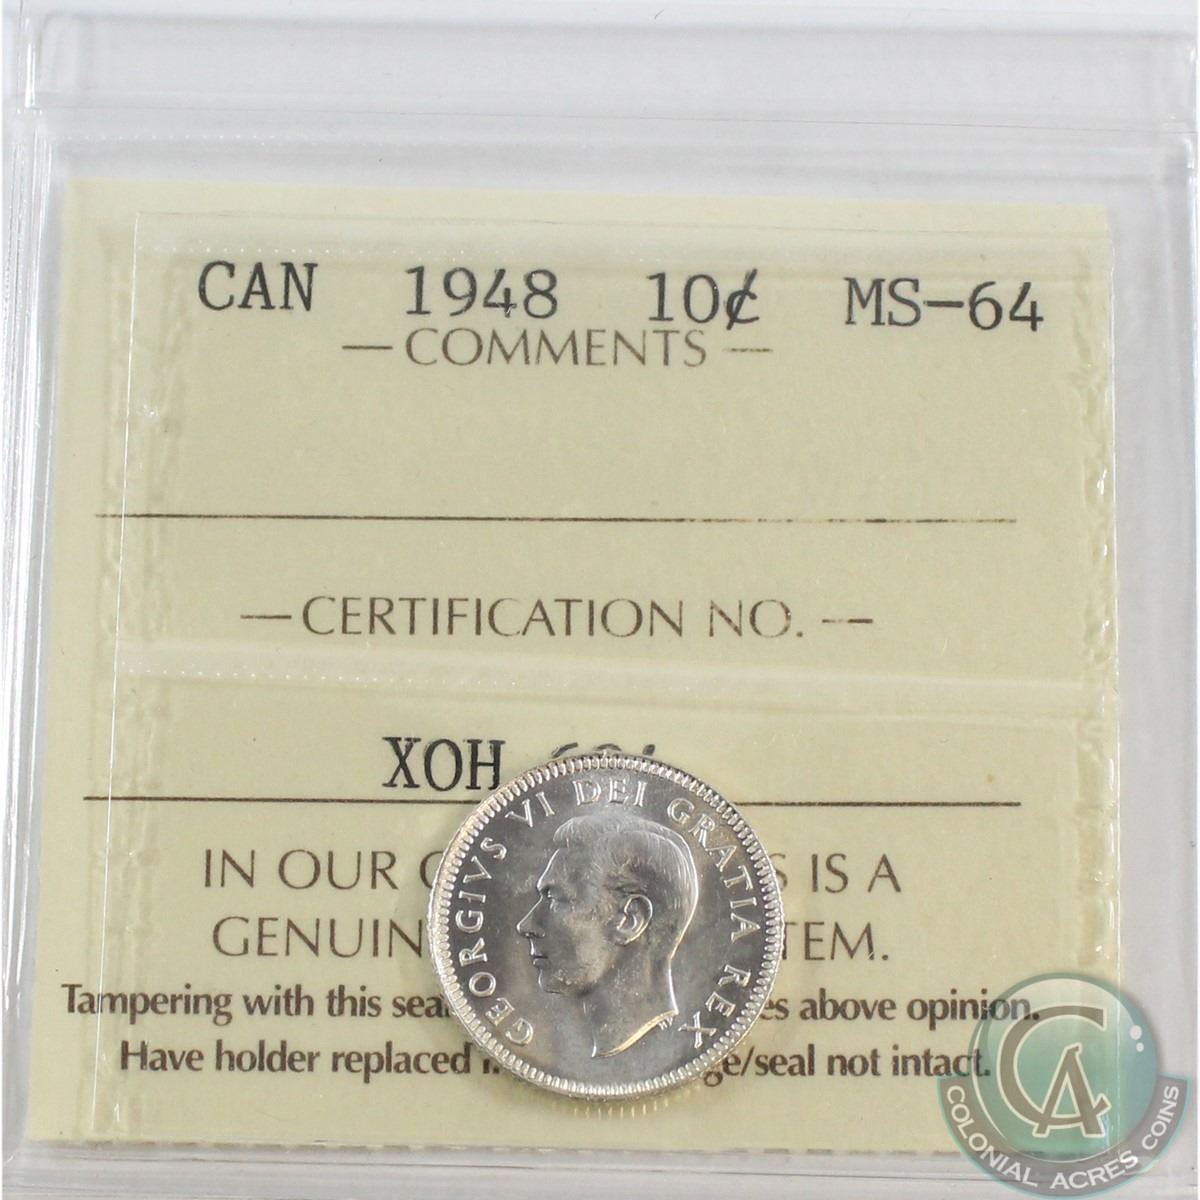 CAN 1948 10¢ MS-64
— COMMENTS —
— CERTIFICATION NO. —
XOH
GEORGIVS VI DEI GRATIA REX
IN OUR IS A
GENUIN TEM.
Tampering with this sea es above opinion.
Have holder replaced ge/seal not intact.
CA
COLONIAL ACRES COINS